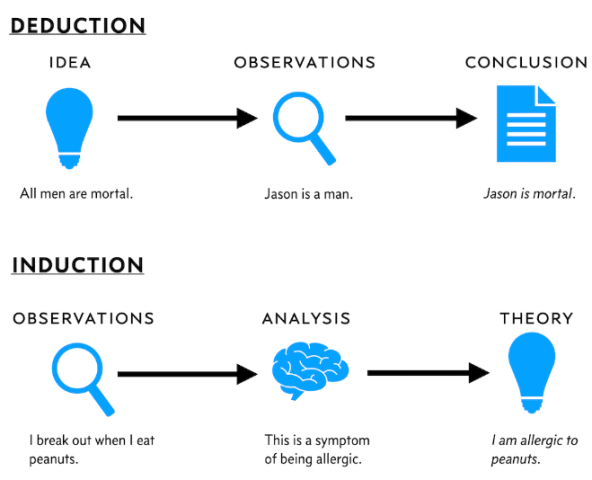 DEDUCTION
IDEA
OBSERVATIONS
CONCLUSION
All men are mortal.
Jason is a man.
Jason is mortal.
INDUCTION
OBSERVATIONS
ANALYSIS
THEORY
I break out when I eat
peanuts.
This is a symptom
of being allergic.
I am allergic to
peanuts.